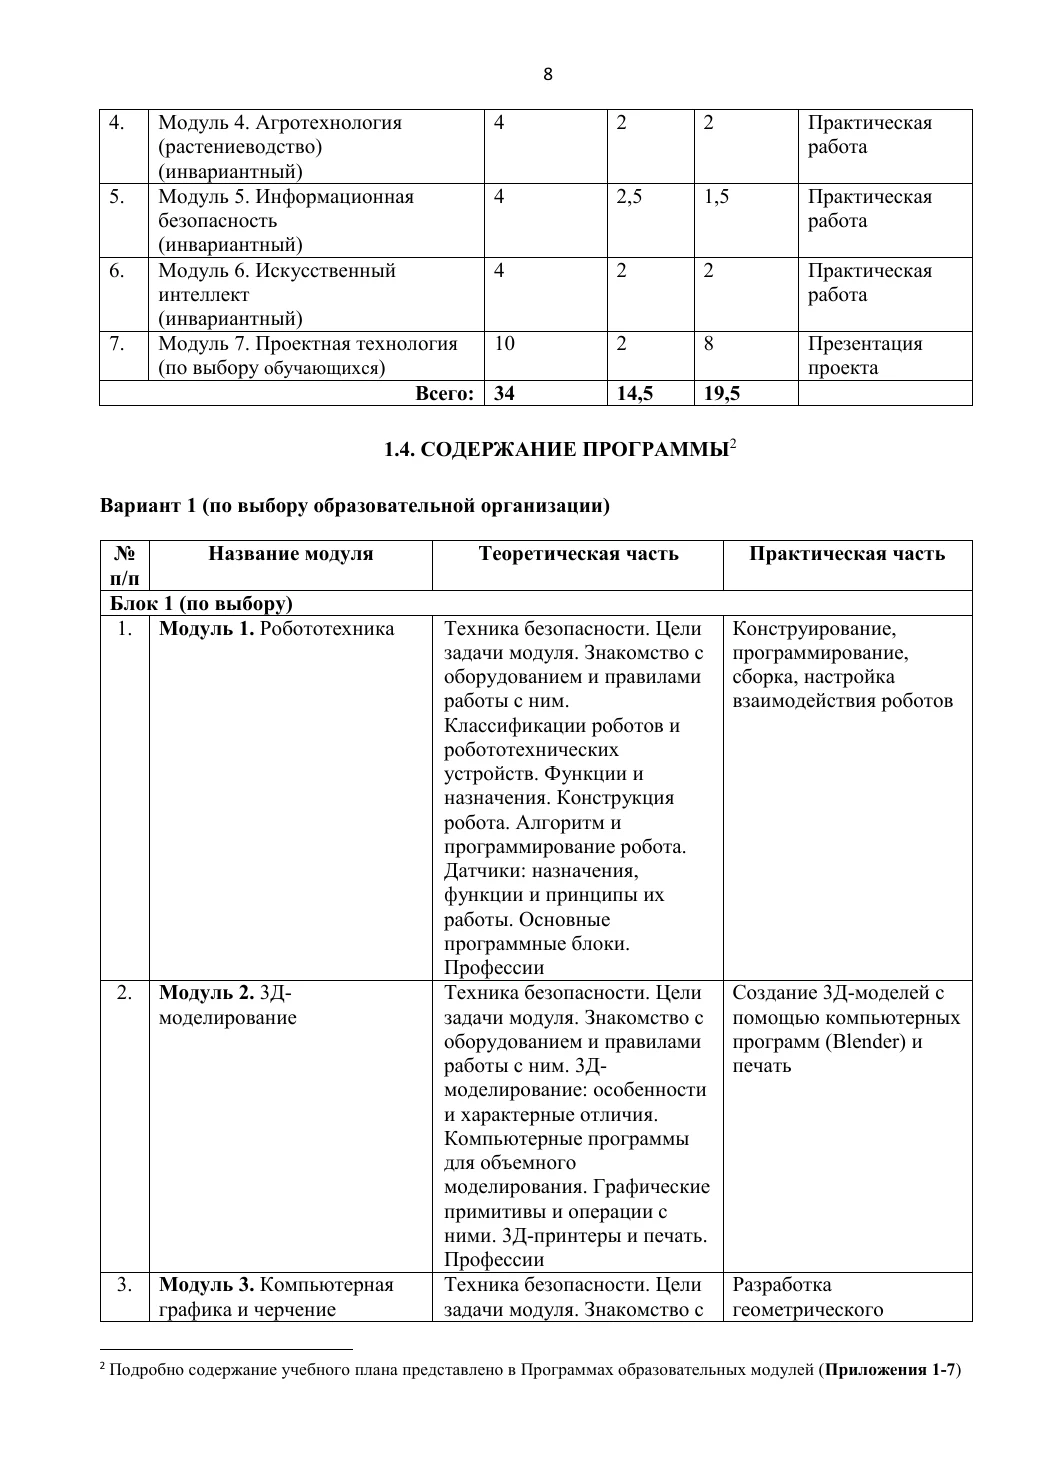 8
4. Модуль 4. Агротехнология 4 2 2 Практическая
(растениеводство) работа
(инвариантный)
5. Модуль 5. Информационная 4 2,5 1,5 Практическая
безопасность работа
(инвариантный)
6. Модуль 6. Искусственный 4 2 2 Практическая
интеллект работа
(инвариантный)
7. Модуль 7. Проектная технология 10 2 8 Презентация
(по выбору обучающихся) проекта
Всего: 34 14,5 19,5
1.4. СОДЕРЖАНИЕ ПРОГРАММЫ2
Вариант 1 (по выбору образовательной организации)
№ Название модуля Теоретическая часть Практическая часть
п/п
Блок 1 (по выбору)
1. Модуль 1. Робототехника Техника безопасности. Цели Конструирование,
задачи модуля. Знакомство с программирование,
оборудованием и правилами сборка, настройка
работы с ним. взаимодействия роботов
Классификации роботов и
робототехнических
устройств. Функции и
назначения. Конструкция
робота. Алгоритм и
программирование робота.
Датчики: назначения,
функции и принципы их
работы. Основные
программные блоки.
Профессии
2. Модуль 2. 3Д- Техника безопасности. Цели Создание 3Д-моделей с
моделирование задачи модуля. Знакомство с помощью компьютерных
оборудованием и правилами программ (Blender) и
работы с ним. 3Д- печать
моделирование: особенности
и характерные отличия.
Компьютерные программы
для объемного
моделирования. Графические
примитивы и операции с
ними. 3Д-принтеры и печать.
Профессии
3. Модуль 3. Компьютерная Техника безопасности. Цели Разработка
графика и черчение задачи модуля. Знакомство с геометрического
2 Подробно содержание учебного плана представлено в Программах образовательных модулей (Приложения 1-7)